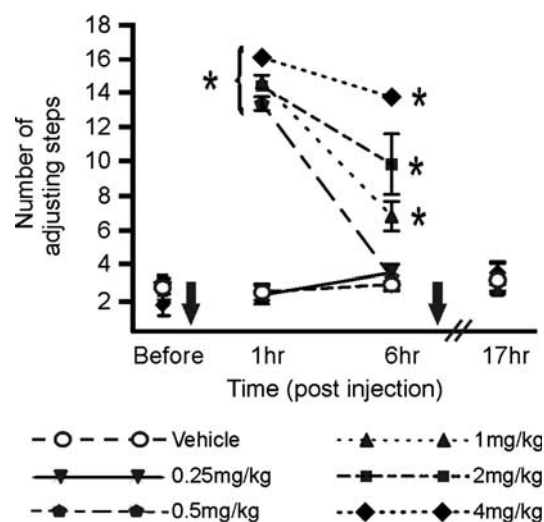 Number of
adjusting steps
18
16
14
12
10
8
6
4
2
*
*
*
*
Before 1hr 6hr 17hr
Time (post injection)
Vehicle 1mg/kg
0.25mg/kg 2mg/kg
0.5mg/kg 4mg/kg